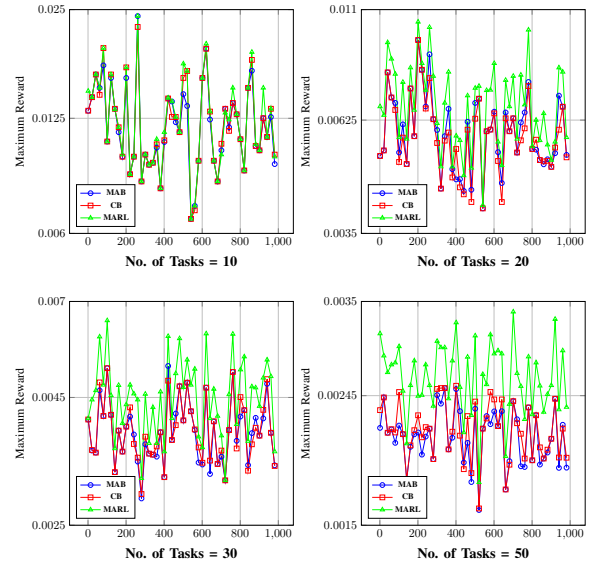 0.025
0.0125
0.006
Maximum Reward
MAB
CB
MARL
0 200 400 600 800 1,000
No. of Tasks = 10
0.011
0.00625
0.0035
Maximum Reward
MAB
CB
MARL
0 200 400 600 800 1,000
No. of Tasks = 20
0.007
0.0045
0.0025
Maximum Reward
MAB
CB
MARL
0 200 400 600 800 1,000
No. of Tasks = 30
0.0035
0.00245
0.0015
Maximum Reward
MAB
CB
MARL
0 200 400 600 800 1,000
No. of Tasks = 50